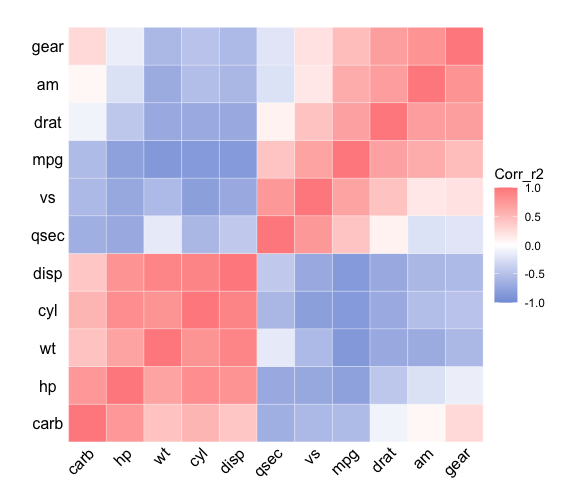 gear
am
drat
mpg
vs
qsec
disp
cyl
wt
hp
carb
carb hp wt cyl disp qsec vs mpg drat am gear
Corr_r2
1.0
0.5
0.0
-0.5
-1.0